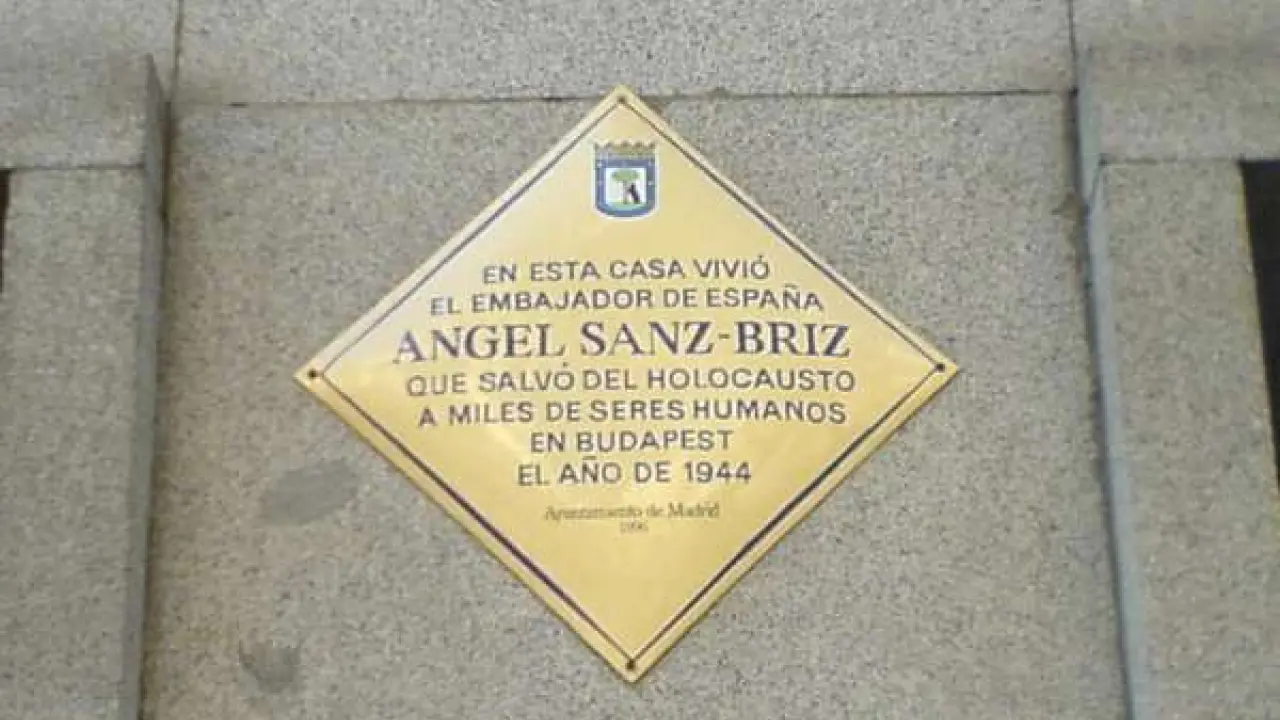 EN ESTA CASA VIVIÓ
EL EMBAJADOR DE ESPAÑA
ANGEL SANZ-BRIZ
QUE SALVÓ DEL HOLOCAUSTO
A MILES DE SERES HUMANOS
EN BUDAPEST
EL AÑO DE 1944
Ayuntamiento de Madrid